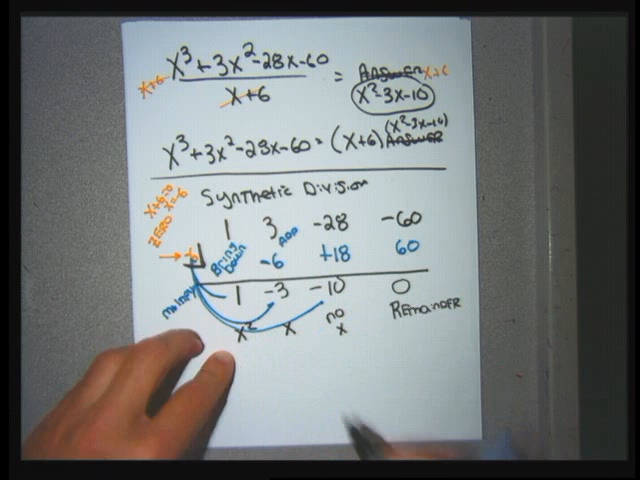 x+6 x³+3x²-28x-60 = Answer x+6
x+6 x²-3x-10
x³+3x²-28x-60 = (x+6) (x²-3x-10) Answer
Synthetic Division
x+6=0
x=-6
ZERO
→ -6 1 3 -28 -60
Bring Down ADD
-6 +18 60
Multiply 1 -3 -10 0
x² x no x Remainder